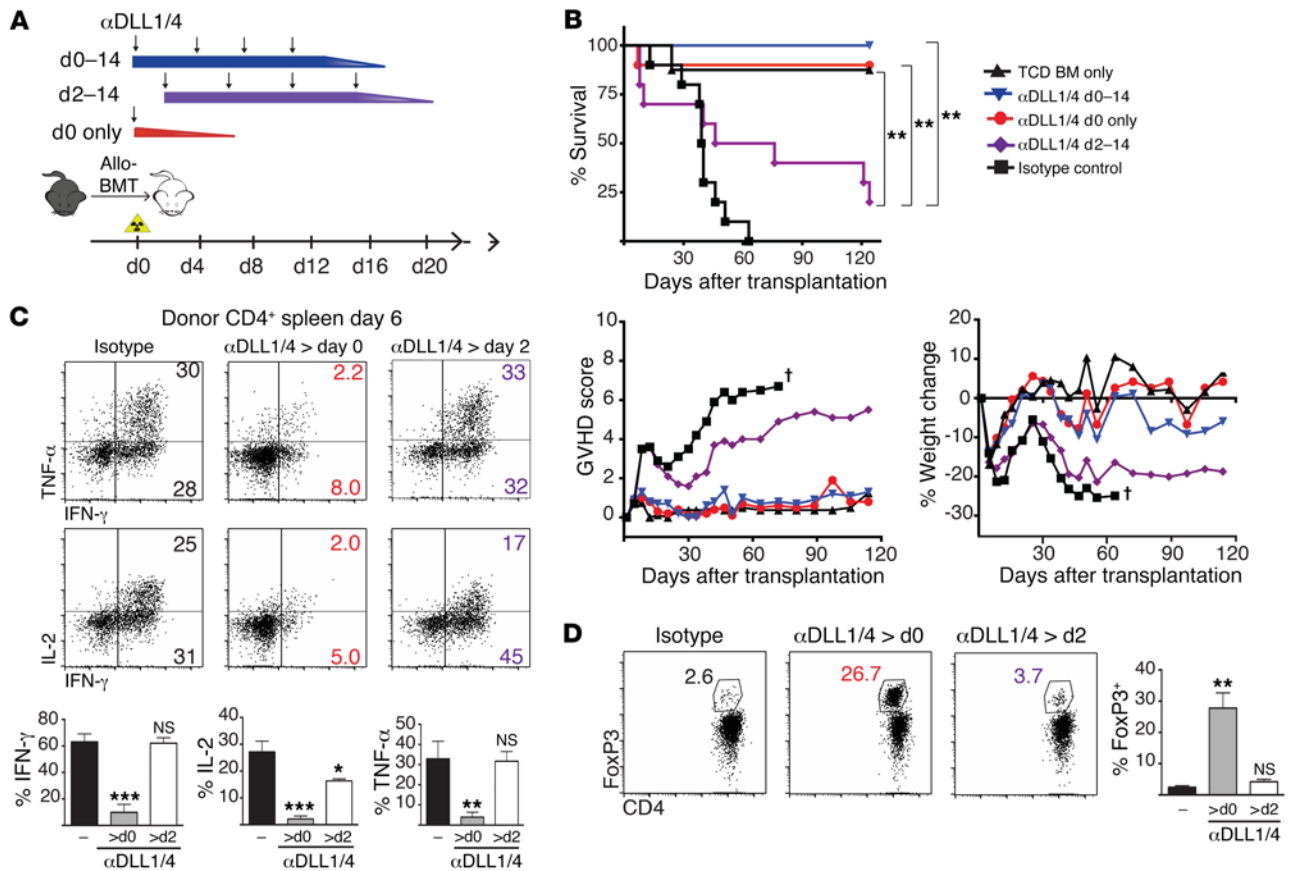 A
αDLL1/4
d0–14
d2–14
d0 only
Allo-
BMT
d0 d4 d8 d12 d16 d20
B
% Survival
100
75
50
25
30 60 90 120
Days after transplantation
** ** **
TCD BM only
αDLL1/4 d0–14
αDLL1/4 d0 only
αDLL1/4 d2–14
Isotype control
GVHD score
10
8
6
4
2
0
†
30 60 90 120
Days after transplantation
% Weight change
20
10
0
-10
-20
-30
†
30 60 90 120
Days after transplantation
C
Donor CD4⁺ spleen day 6
Isotype αDLL1/4 > day 0 αDLL1/4 > day 2
30 2.2 33
TNF-α
28 8.0 32
IFN-γ
25 2.0 17
IL-2
31 5.0 45
IFN-γ
% IFN-γ
80
60
40
20
*** NS
– >d0 >d2
αDLL1/4
% IL-2
40
30
20
10
*** *
– >d0 >d2
αDLL1/4
% TNF-α
50
40
30
20
10
** NS
– >d0 >d2
αDLL1/4
D
Isotype αDLL1/4 > d0 αDLL1/4 > d2
2.6 26.7 3.7
FoxP3
CD4
% FoxP3⁺
40
30
20
10
** NS
– >d0 >d2
αDLL1/4